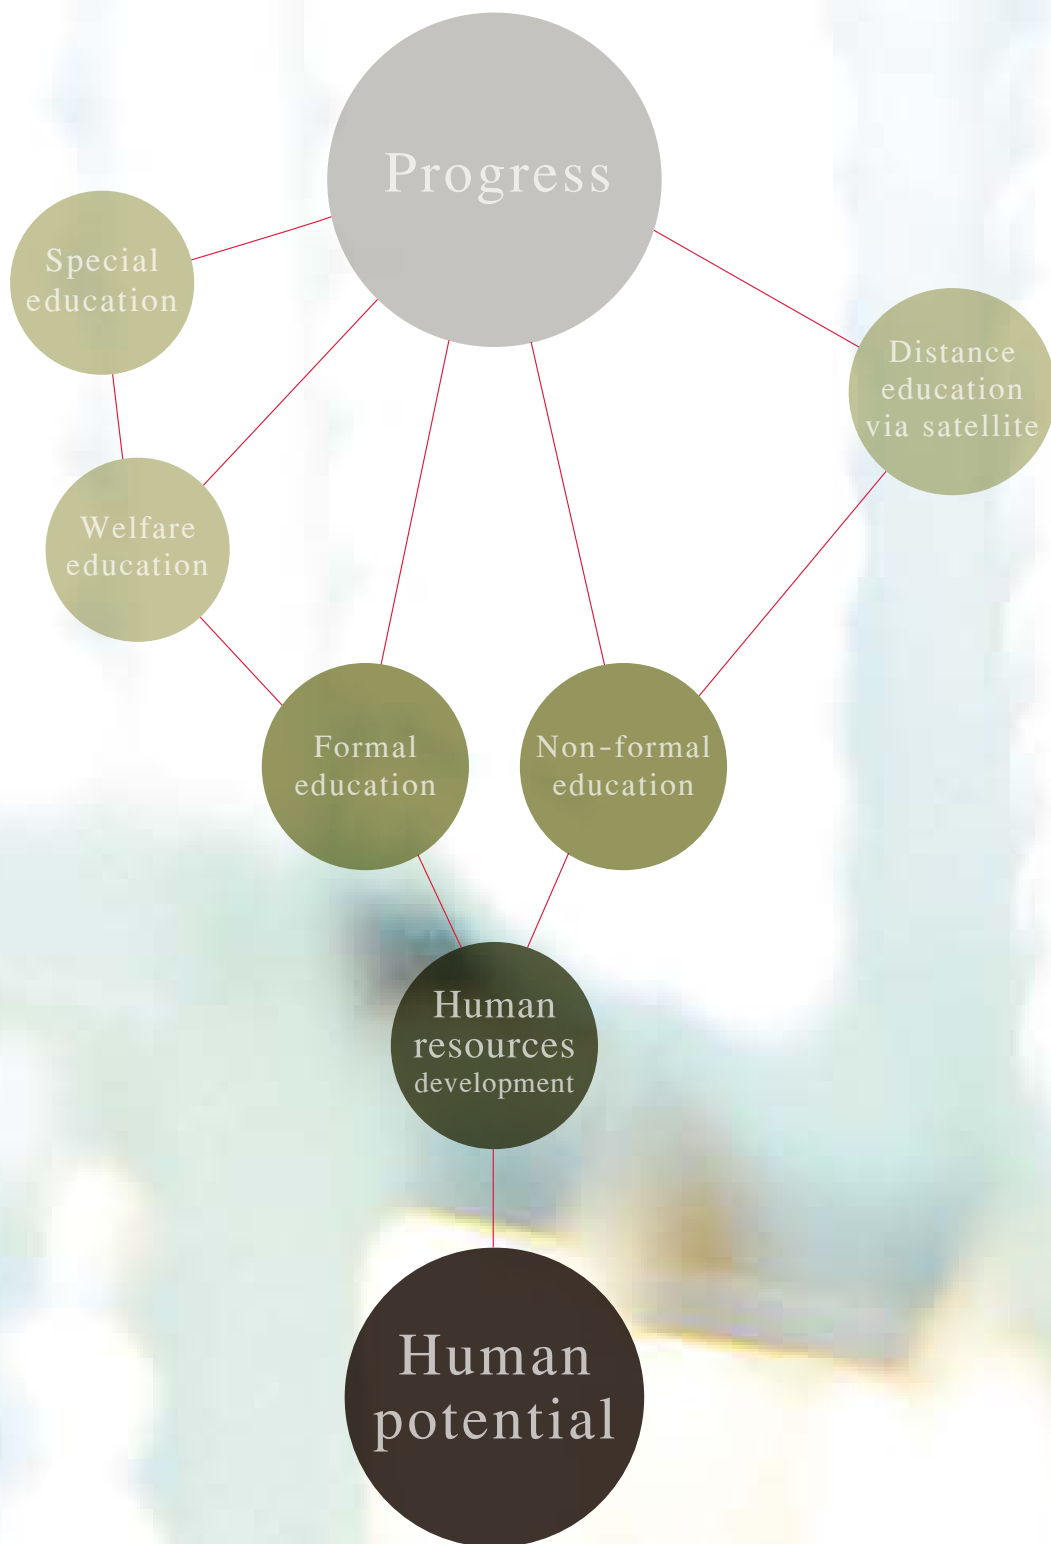 Progress
Special
education
Distance
education
via satellite
Welfare
education
Formal
education
Non-formal
education
Human
resources
development
Human
potential